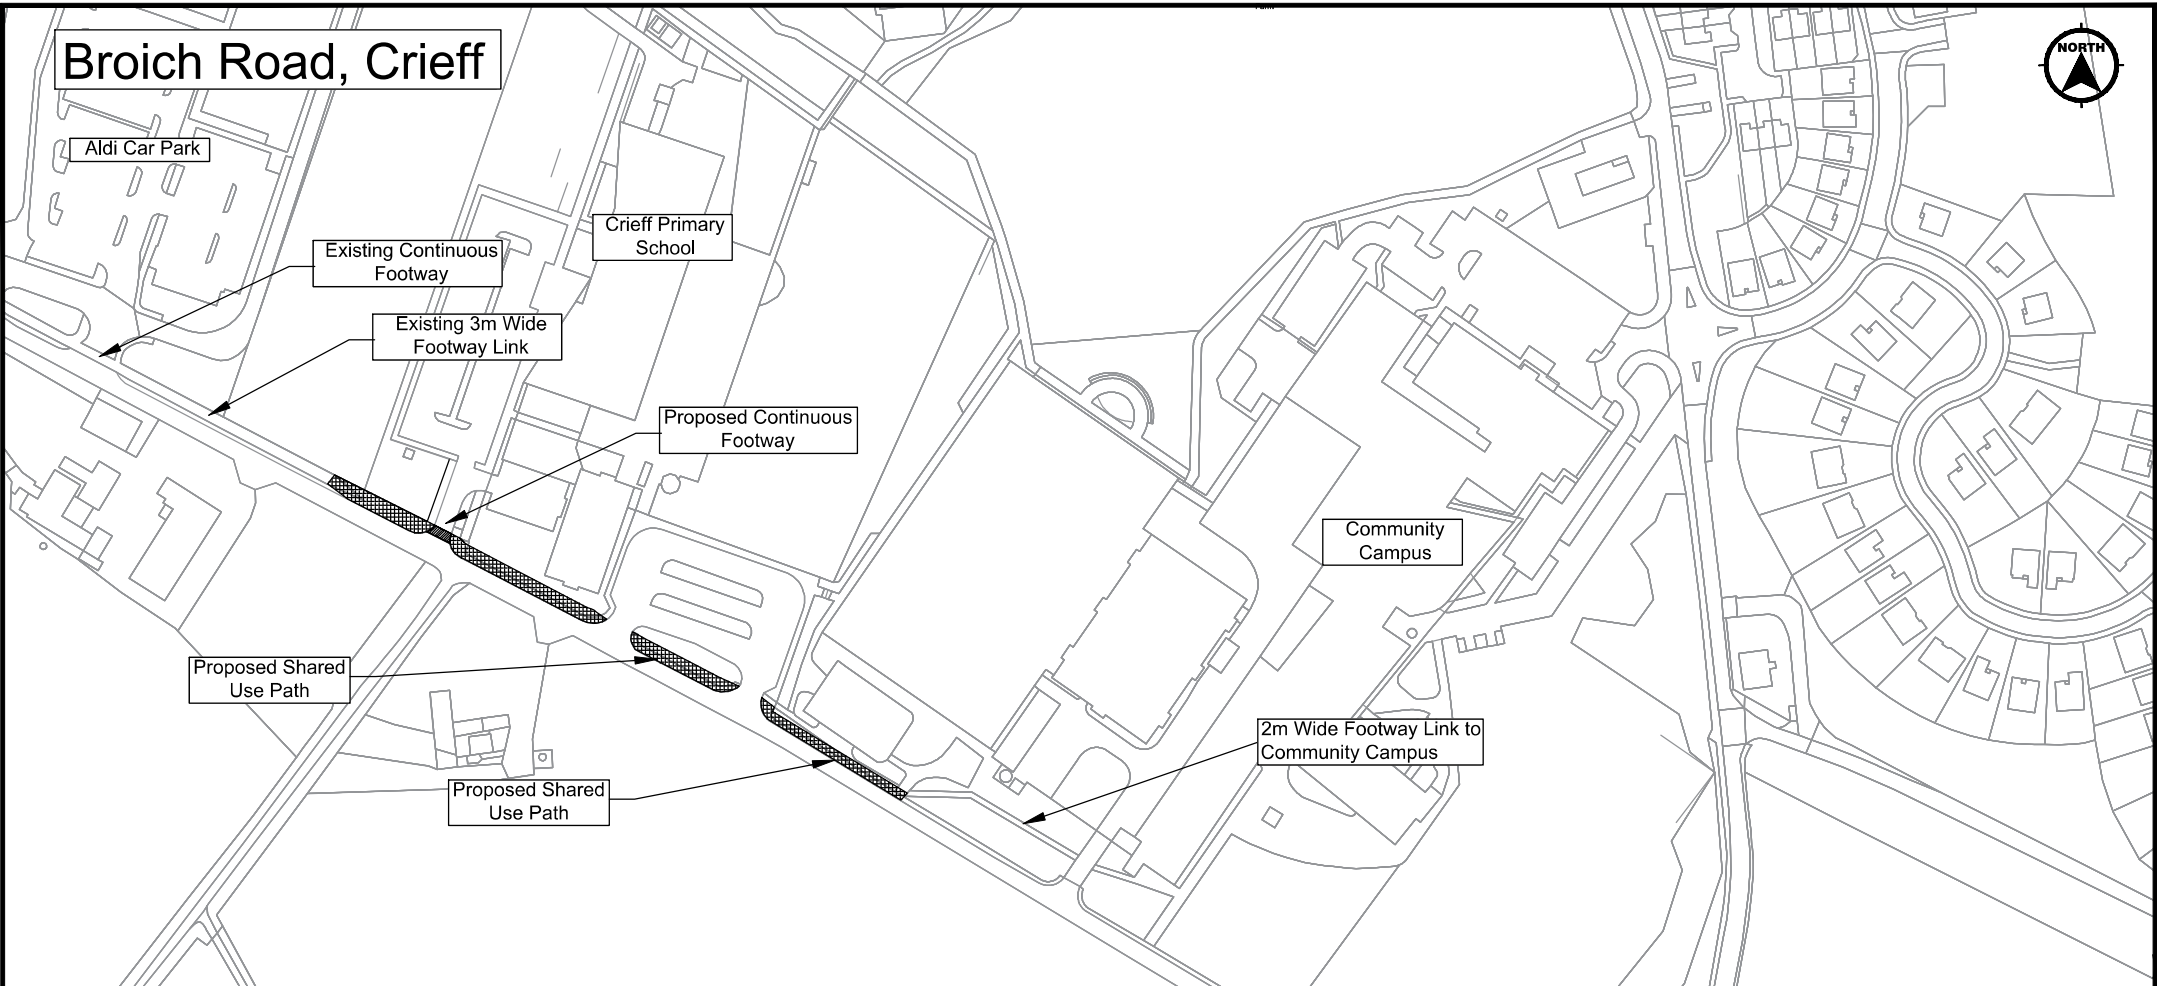 Broich Road, Crieff
NORTH
Aldi Car Park
Crieff Primary
School
Existing Continuous
Footway
Existing 3m Wide
Footway Link
Proposed Continuous
Footway
Community
Campus
Proposed Shared
Use Path
2m Wide Footway Link to
Community Campus
Proposed Shared
Use Path